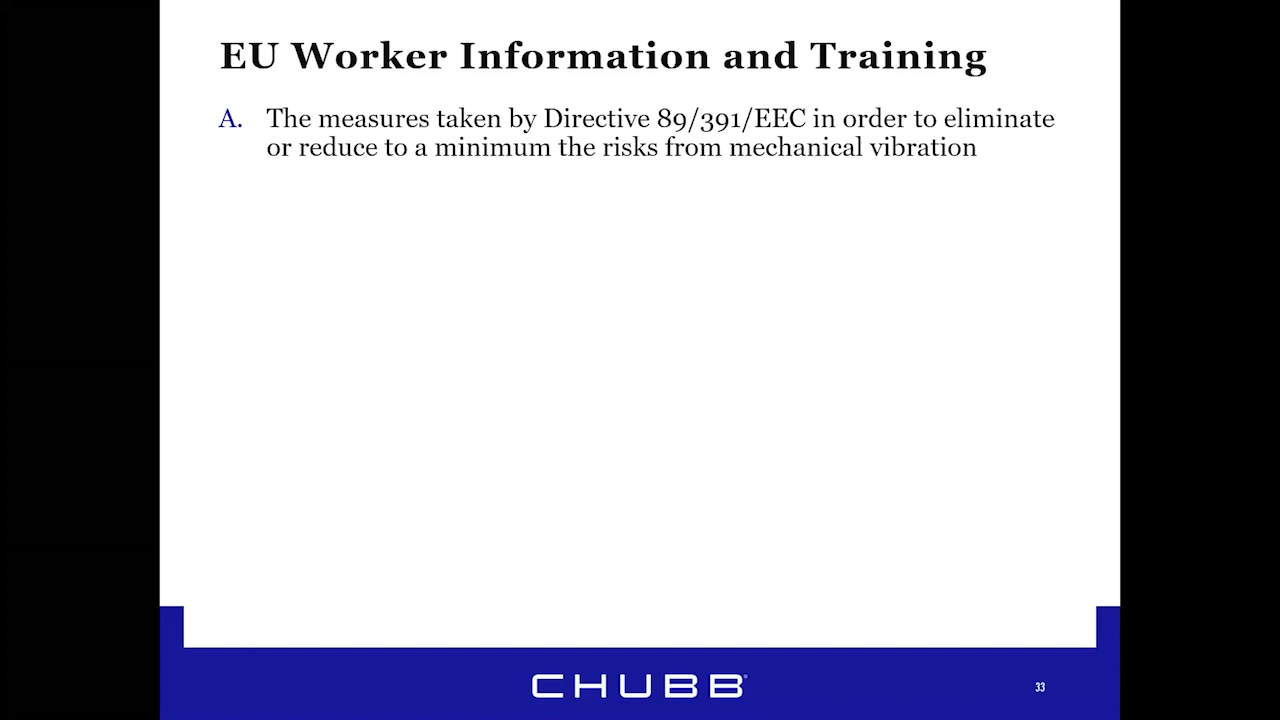 EU Worker Information and Training
A. The measures taken by Directive 89/391/EEC in order to eliminate
or reduce to a minimum the risks from mechanical vibration
CHUBB®
33